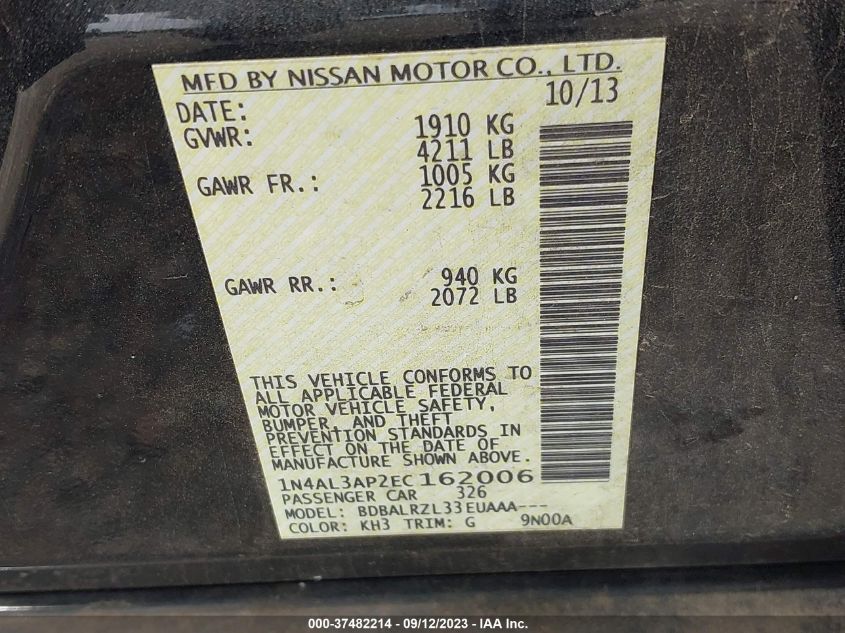 MFD BY NISSAN MOTOR CO., LTD.
DATE: 10/13
GVWR: 1910 KG
4211 LB
GAWR FR.: 1005 KG
2216 LB
GAWR RR.: 940 KG
2072 LB
THIS VEHICLE CONFORMS TO
ALL APPLICABLE FEDERAL
MOTOR VEHICLE SAFETY,
BUMPER, AND THEFT
PREVENTION STANDARDS IN
EFFECT ON THE DATE OF
MANUFACTURE SHOWN ABOVE.
1N4AL3AP2EC162006
PASSENGER CAR 326
MODEL: BDBALRZL33EUAAA---
COLOR: KH3 TRIM: G 9N00A
000-37482214 - 09/12/2023 - IAA Inc.